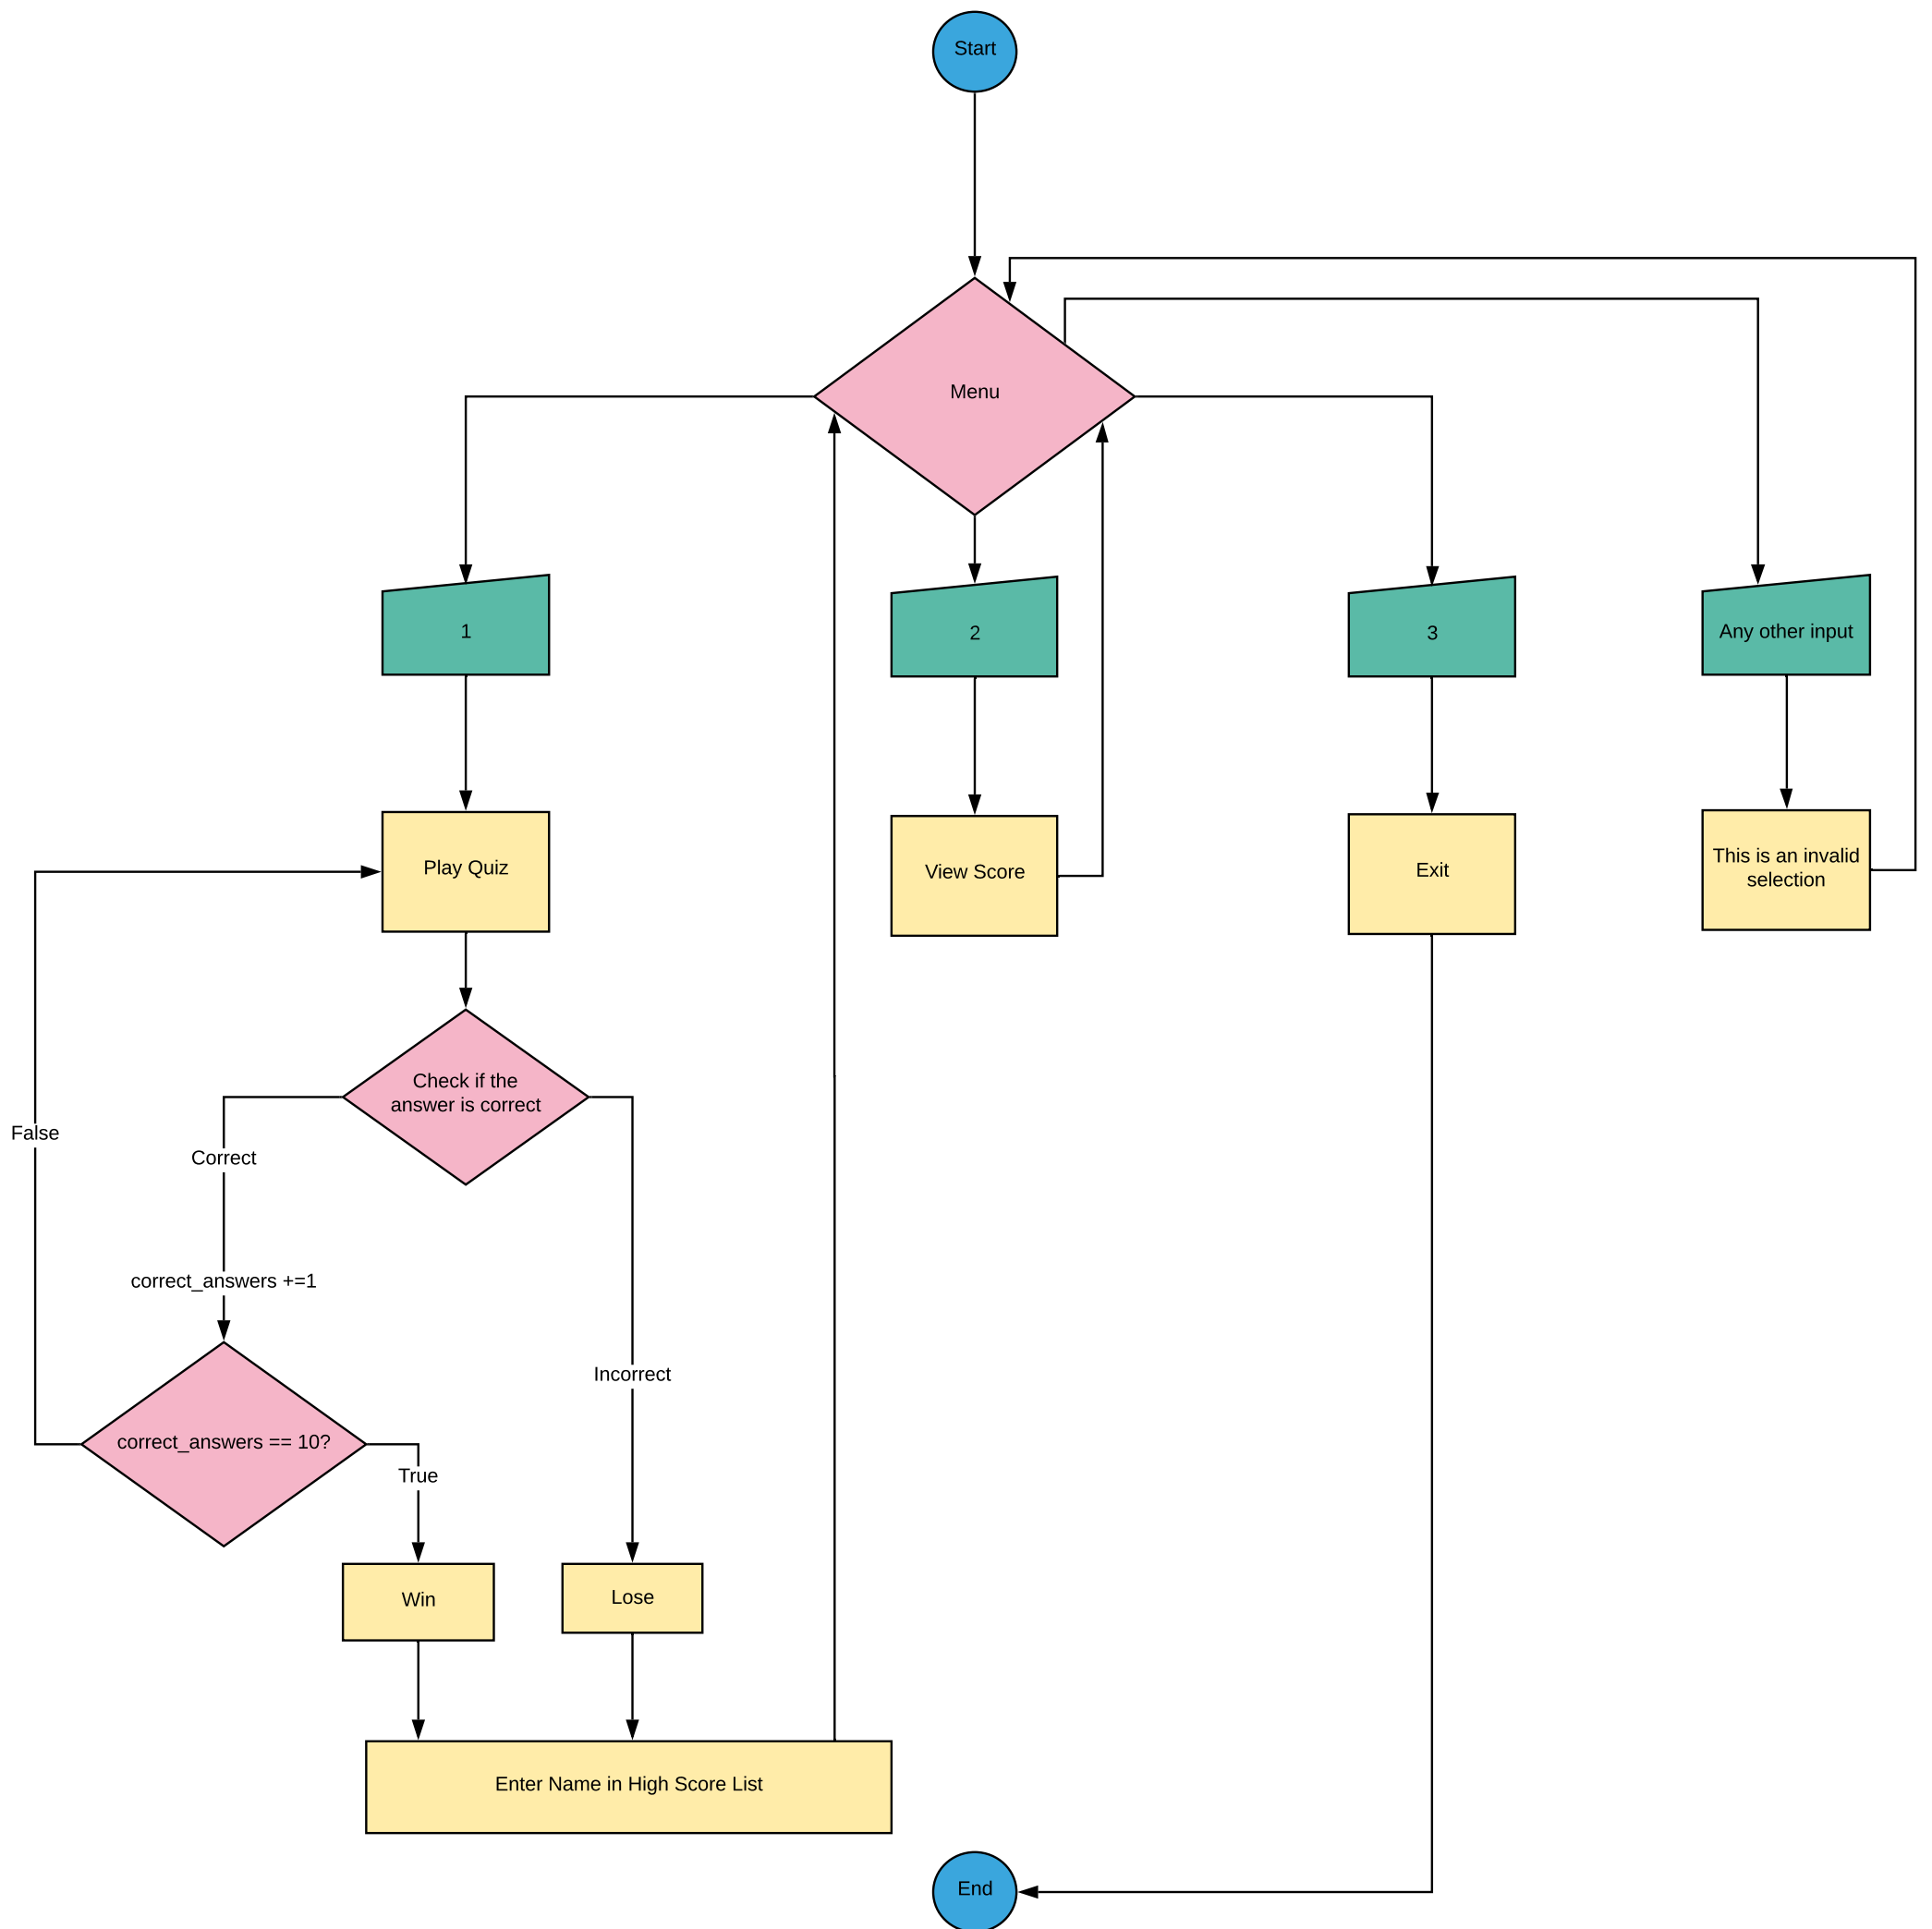 Start
Menu
1
2
3
Any other input
Play Quiz
View Score
Exit
This is an invalid
selection
Check if the
answer is correct
False
Correct
correct_answers +=1
Incorrect
correct_answers == 10?
True
Win
Lose
Enter Name in High Score List
End